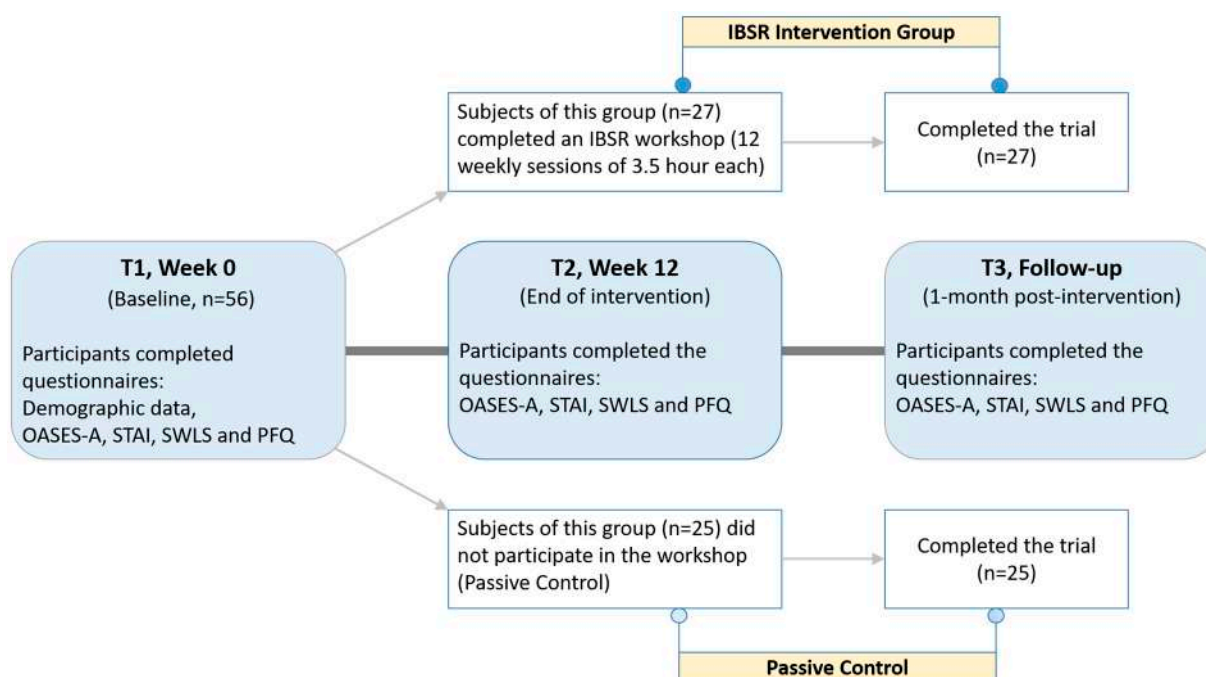 IBSR Intervention Group
Subjects of this group (n=27)
completed an IBSR workshop (12
weekly sessions of 3.5 hour each)
Completed the trial
(n=27)
T1, Week 0
(Baseline, n=56)
Participants completed
questionnaires:
Demographic data,
OASES-A, STAI, SWLS and PFQ
T2, Week 12
(End of intervention)
Participants completed the
questionnaires:
OASES-A, STAI, SWLS and PFQ
T3, Follow-up
(1-month post-intervention)
Participants completed the
questionnaires:
OASES-A, STAI, SWLS and PFQ
Subjects of this group (n=25) did
not participate in the workshop
(Passive Control)
Completed the trial
(n=25)
Passive Control